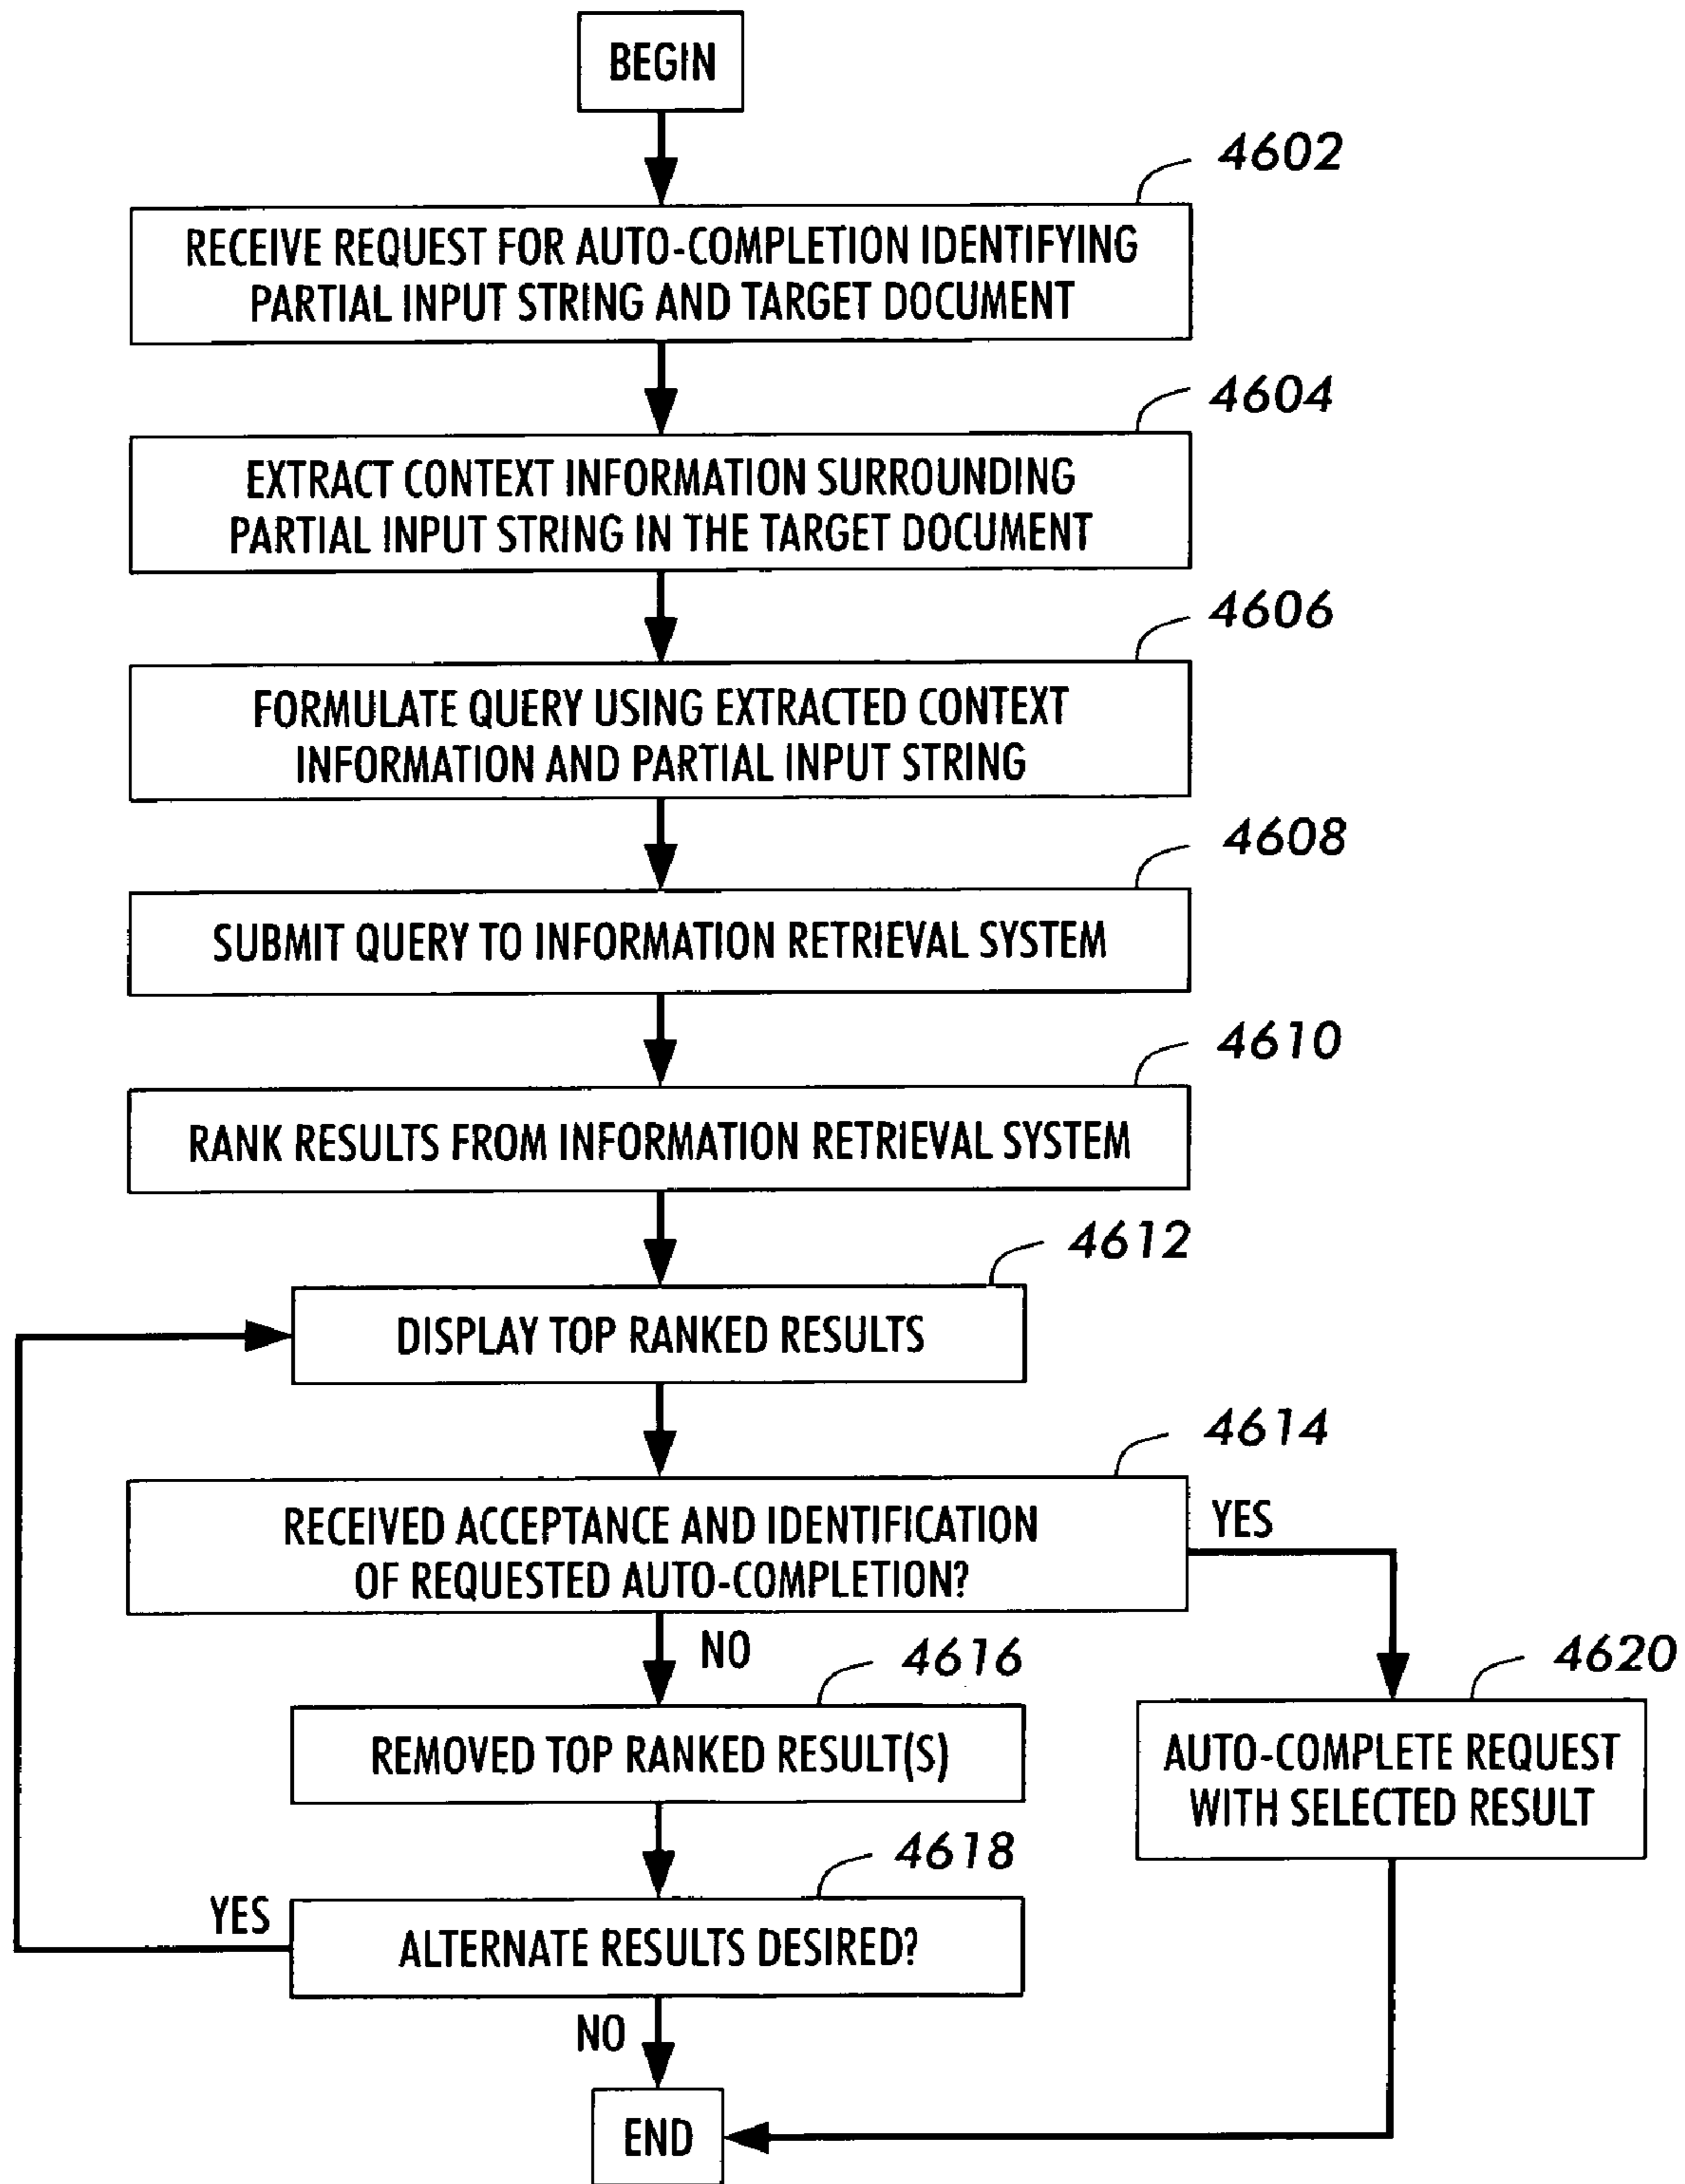 BEGIN
4602
RECEIVE REQUEST FOR AUTO-COMPLETION IDENTIFYING
PARTIAL INPUT STRING AND TARGET DOCUMENT
4604
EXTRACT CONTEXT INFORMATION SURROUNDING
PARTIAL INPUT STRING IN THE TARGET DOCUMENT
4606
FORMULATE QUERY USING EXTRACTED CONTEXT
INFORMATION AND PARTIAL INPUT STRING
4608
SUBMIT QUERY TO INFORMATION RETRIEVAL SYSTEM
4610
RANK RESULTS FROM INFORMATION RETRIEVAL SYSTEM
4612
DISPLAY TOP RANKED RESULTS
4614
RECEIVED ACCEPTANCE AND IDENTIFICATION
OF REQUESTED AUTO-COMPLETION?
YES
NO
4616
REMOVED TOP RANKED RESULT(S)
4620
AUTO-COMPLETE REQUEST
WITH SELECTED RESULT
4618
YES
ALTERNATE RESULTS DESIRED?
NO
END